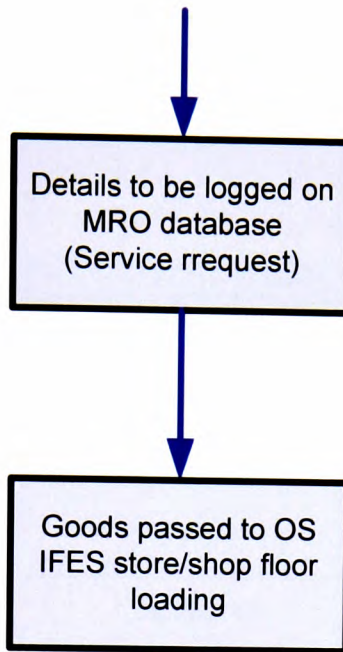 Details to be logged on
MRO database
(Service rrequest)
Goods passed to OS
IFES store/shop floor
loading